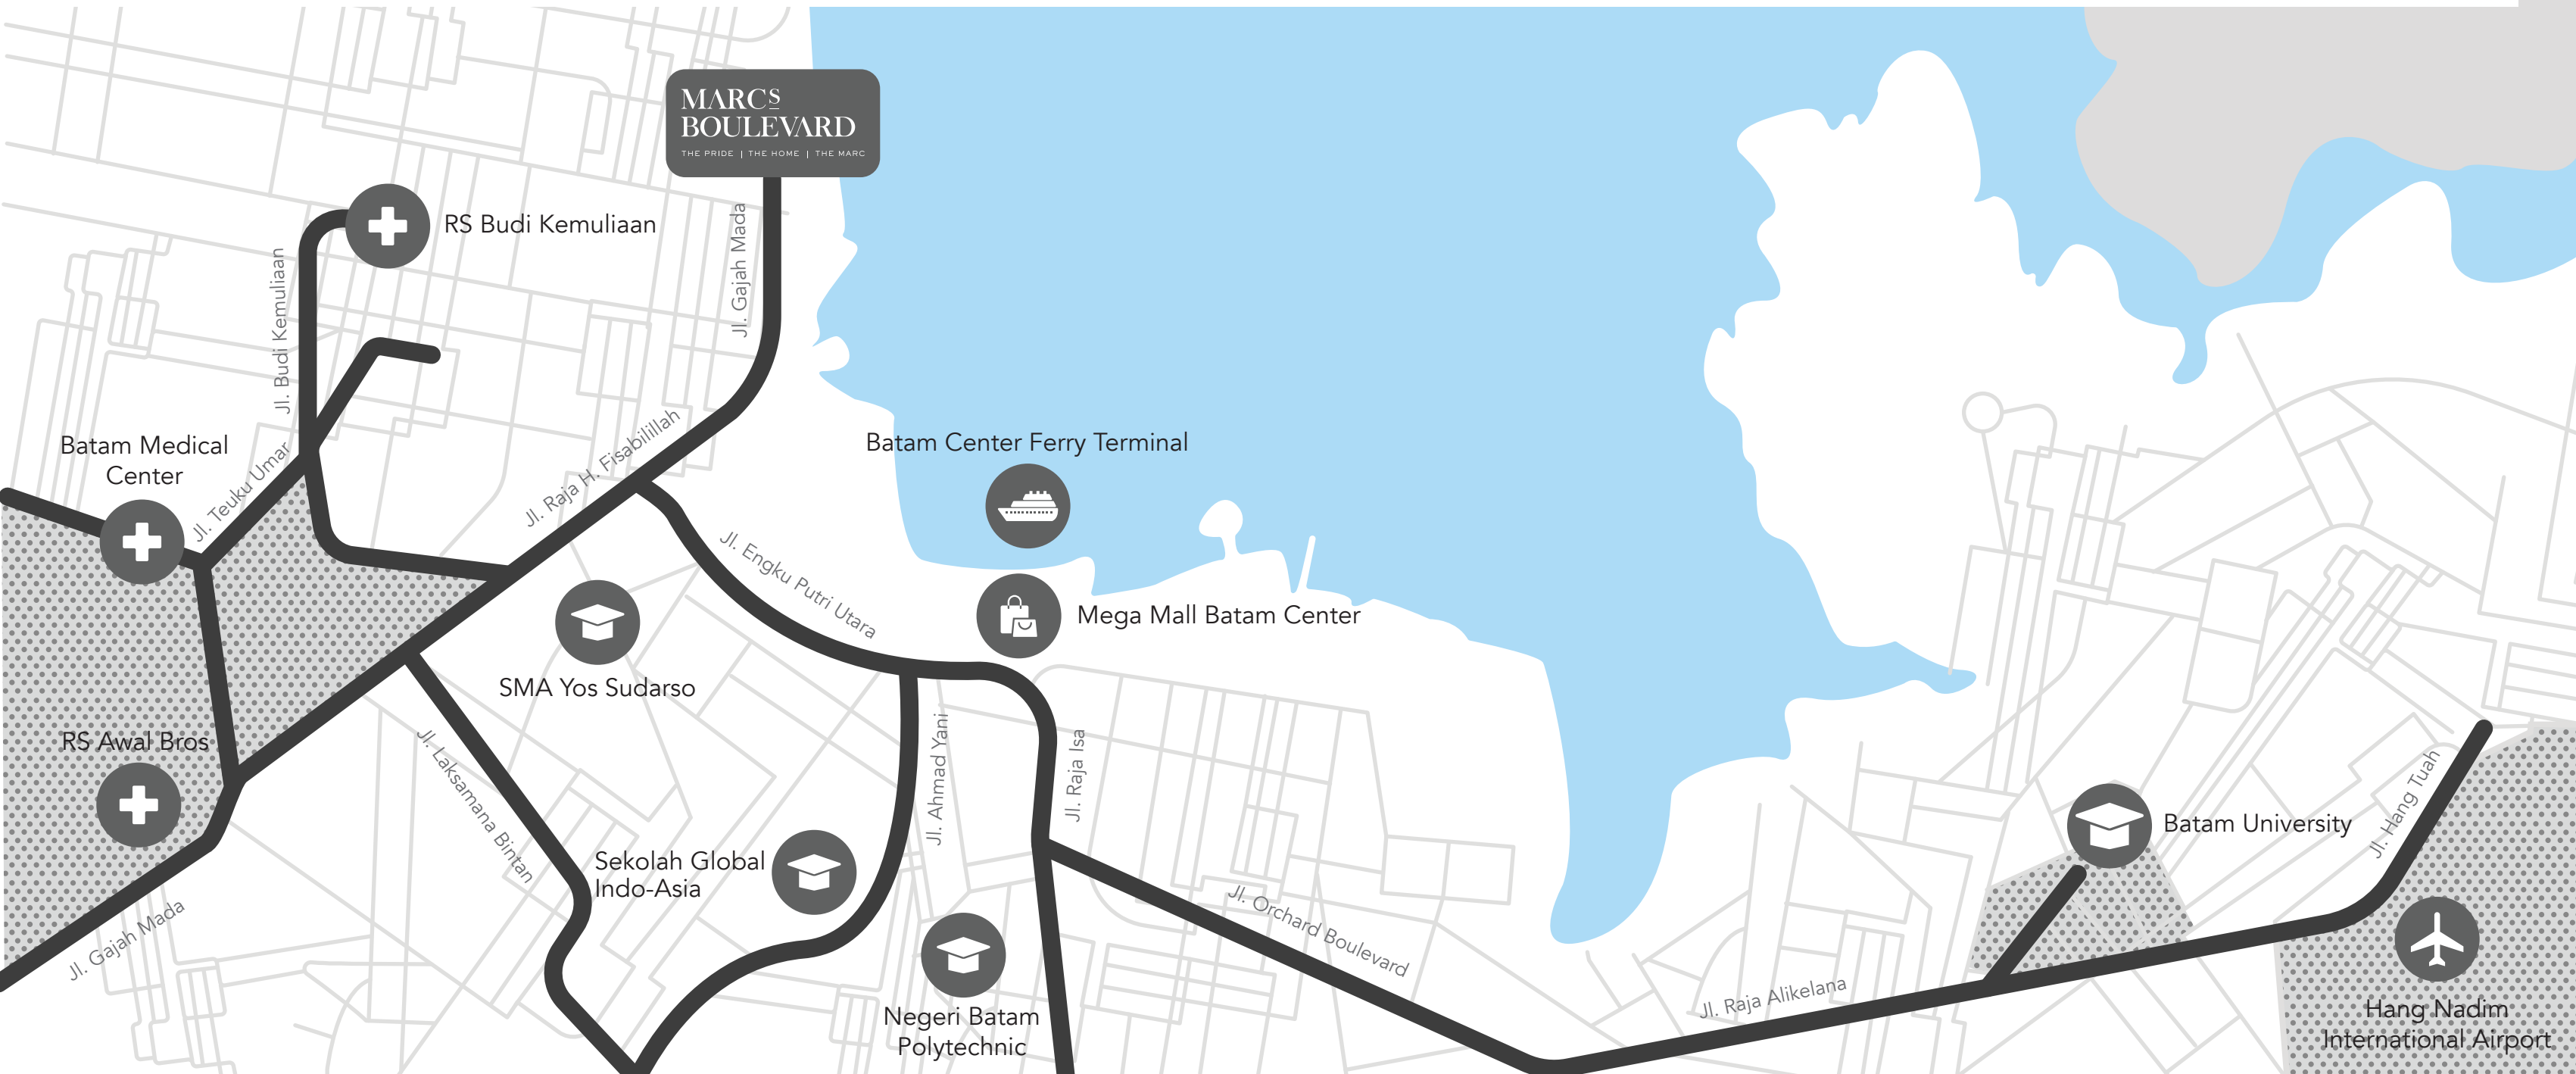 MARCS
BOULEVARD
THE PRIDE | THE HOME | THE MARC
RS Budi Kemuliaan
Jl. Gajah Mada
Jl. Budi Kemuliaan
Batam Medical
Center
Jl. Teuku Umar
Jl. Raja H. Fisabilillah
Batam Center Ferry Terminal
Jl. Engku Putri Utara
Mega Mall Batam Center
SMA Yos Sudarso
RS Awal Bros
Jl. Laksamana Bintan
Jl. Ahmad Yani
Jl. Raja Isa
Jl. Hang Tuah
Batam University
Sekolah Global
Indo-Asia
Jl. Gajah Mada
Jl. Orchard Boulevard
Jl. Raja Alikelana
Negeri Batam
Polytechnic
Hang Nadim
International Airport